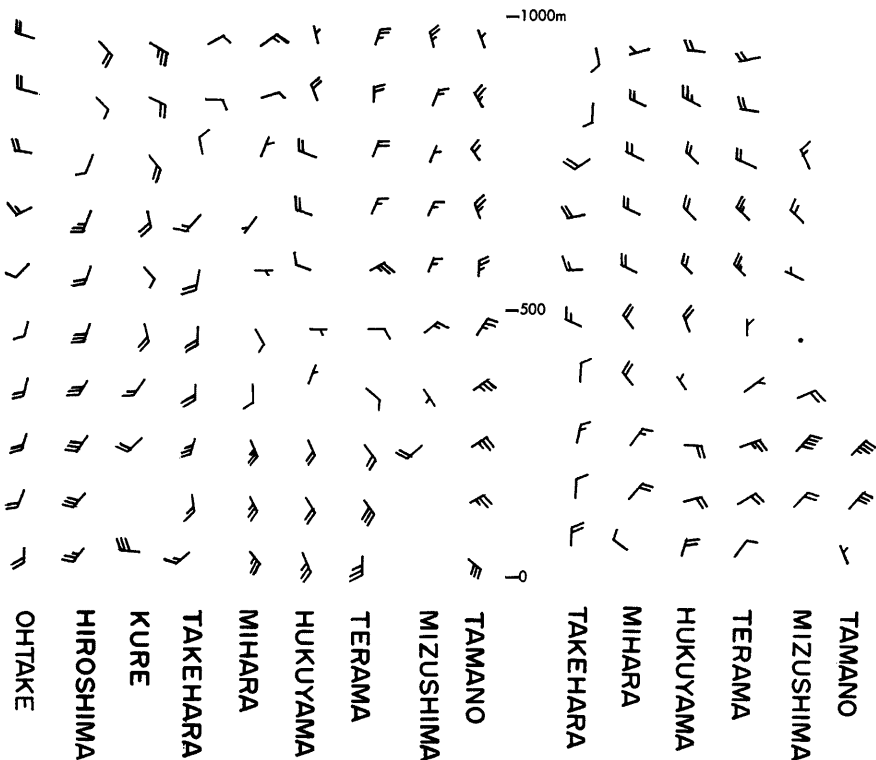 1000m
500
0
OHTAKE
HIROSHIMA
KURE
TAKEHARA
MIHARA
HUKUYAMA
TERAMA
MIZUSHIMA
TAMANO
TAKEHARA
MIHARA
HUKUYAMA
TERAMA
MIZUSHIMA
TAMANO